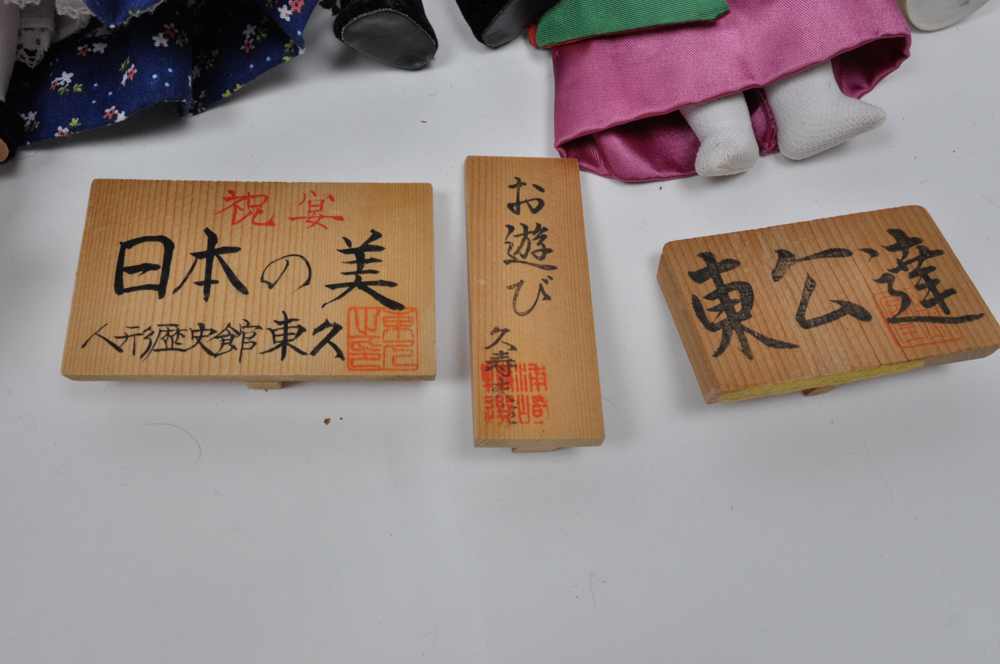 祝宴
日本の美
人形歴史館東久
お遊び
久寿
東公達